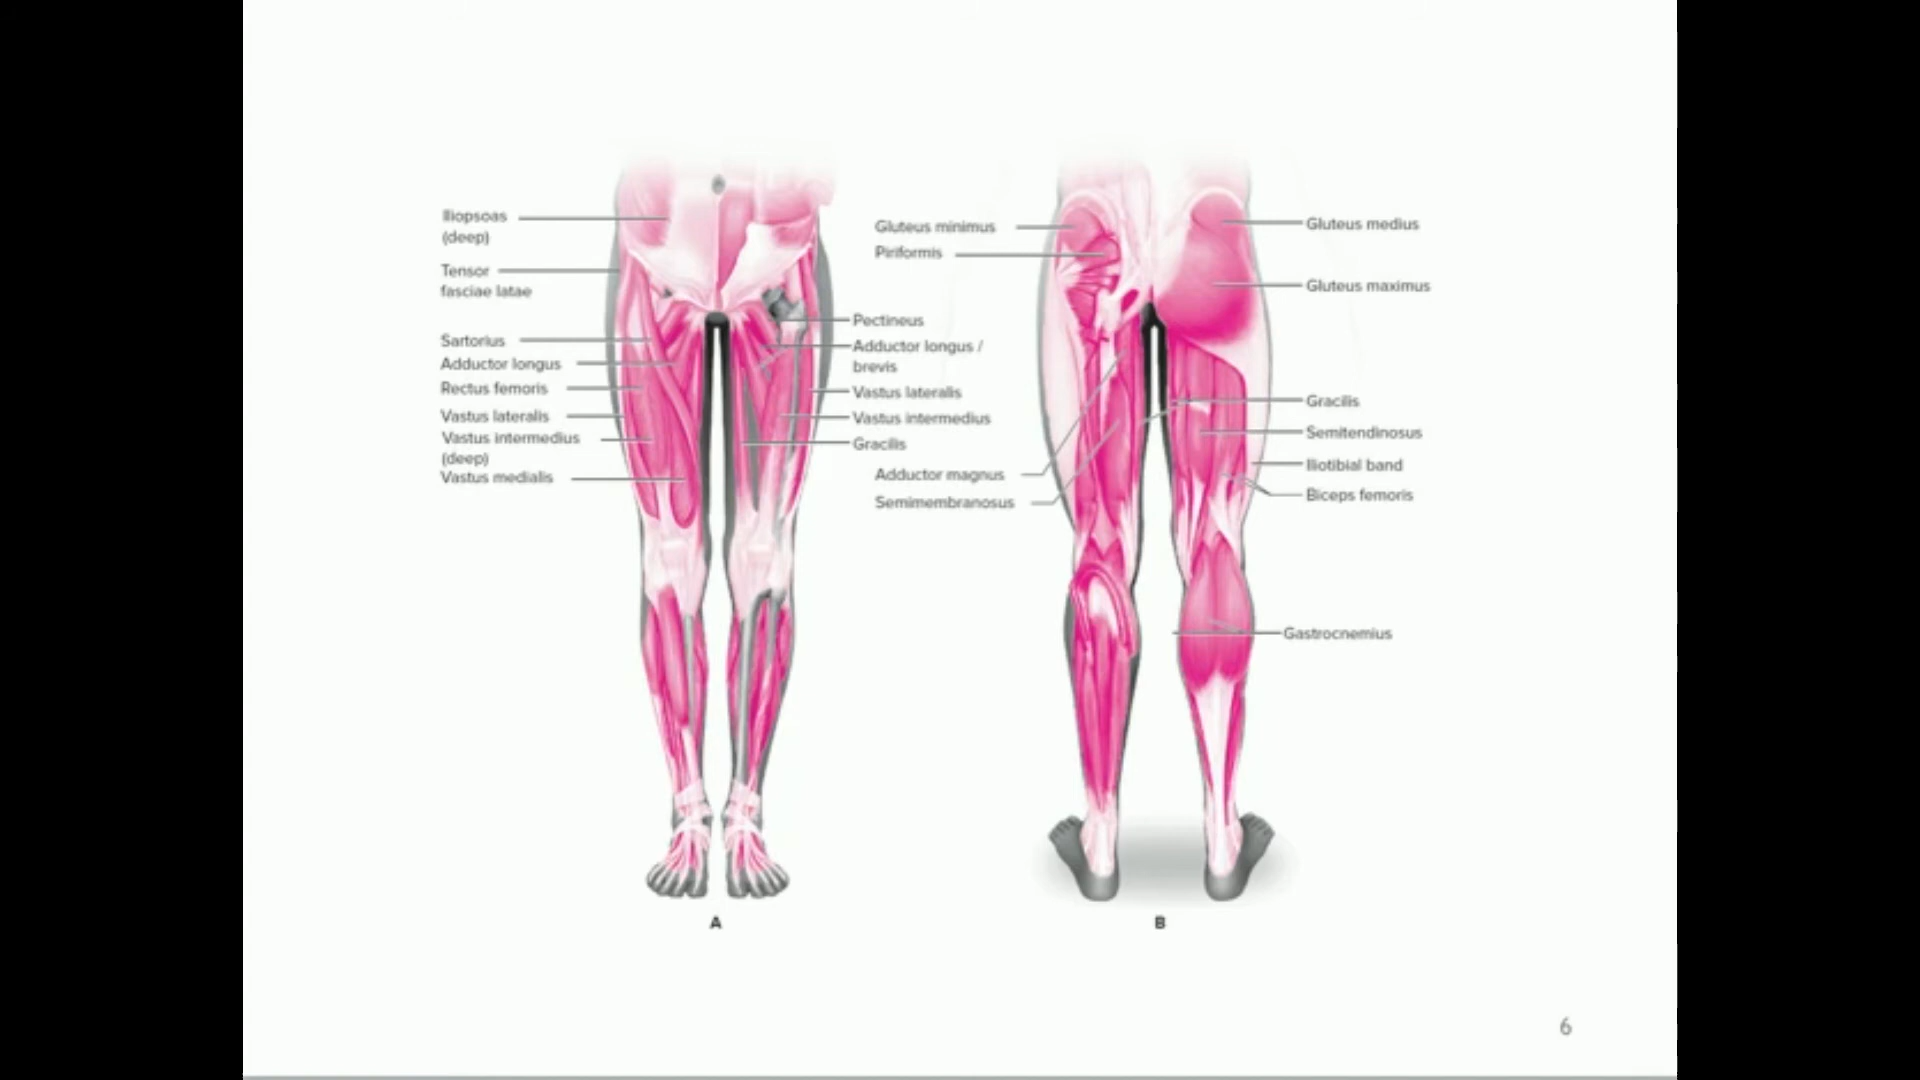 Iliopsoas
(deep)
Tensor
fasciae latae
Sartorius
Adductor longus
Rectus femoris
Vastus lateralis
Vastus intermedius
(deep)
Vastus medialis
Pectineus
Adductor longus /
brevis
Vastus lateralis
Vastus intermedius
Gracilis
A
Gluteus minimus
Piriformis
Adductor magnus
Semimembranosus
Gluteus medius
Gluteus maximus
Gracilis
Semitendinosus
Iliotibial band
Biceps femoris
Gastrocnemius
B
6